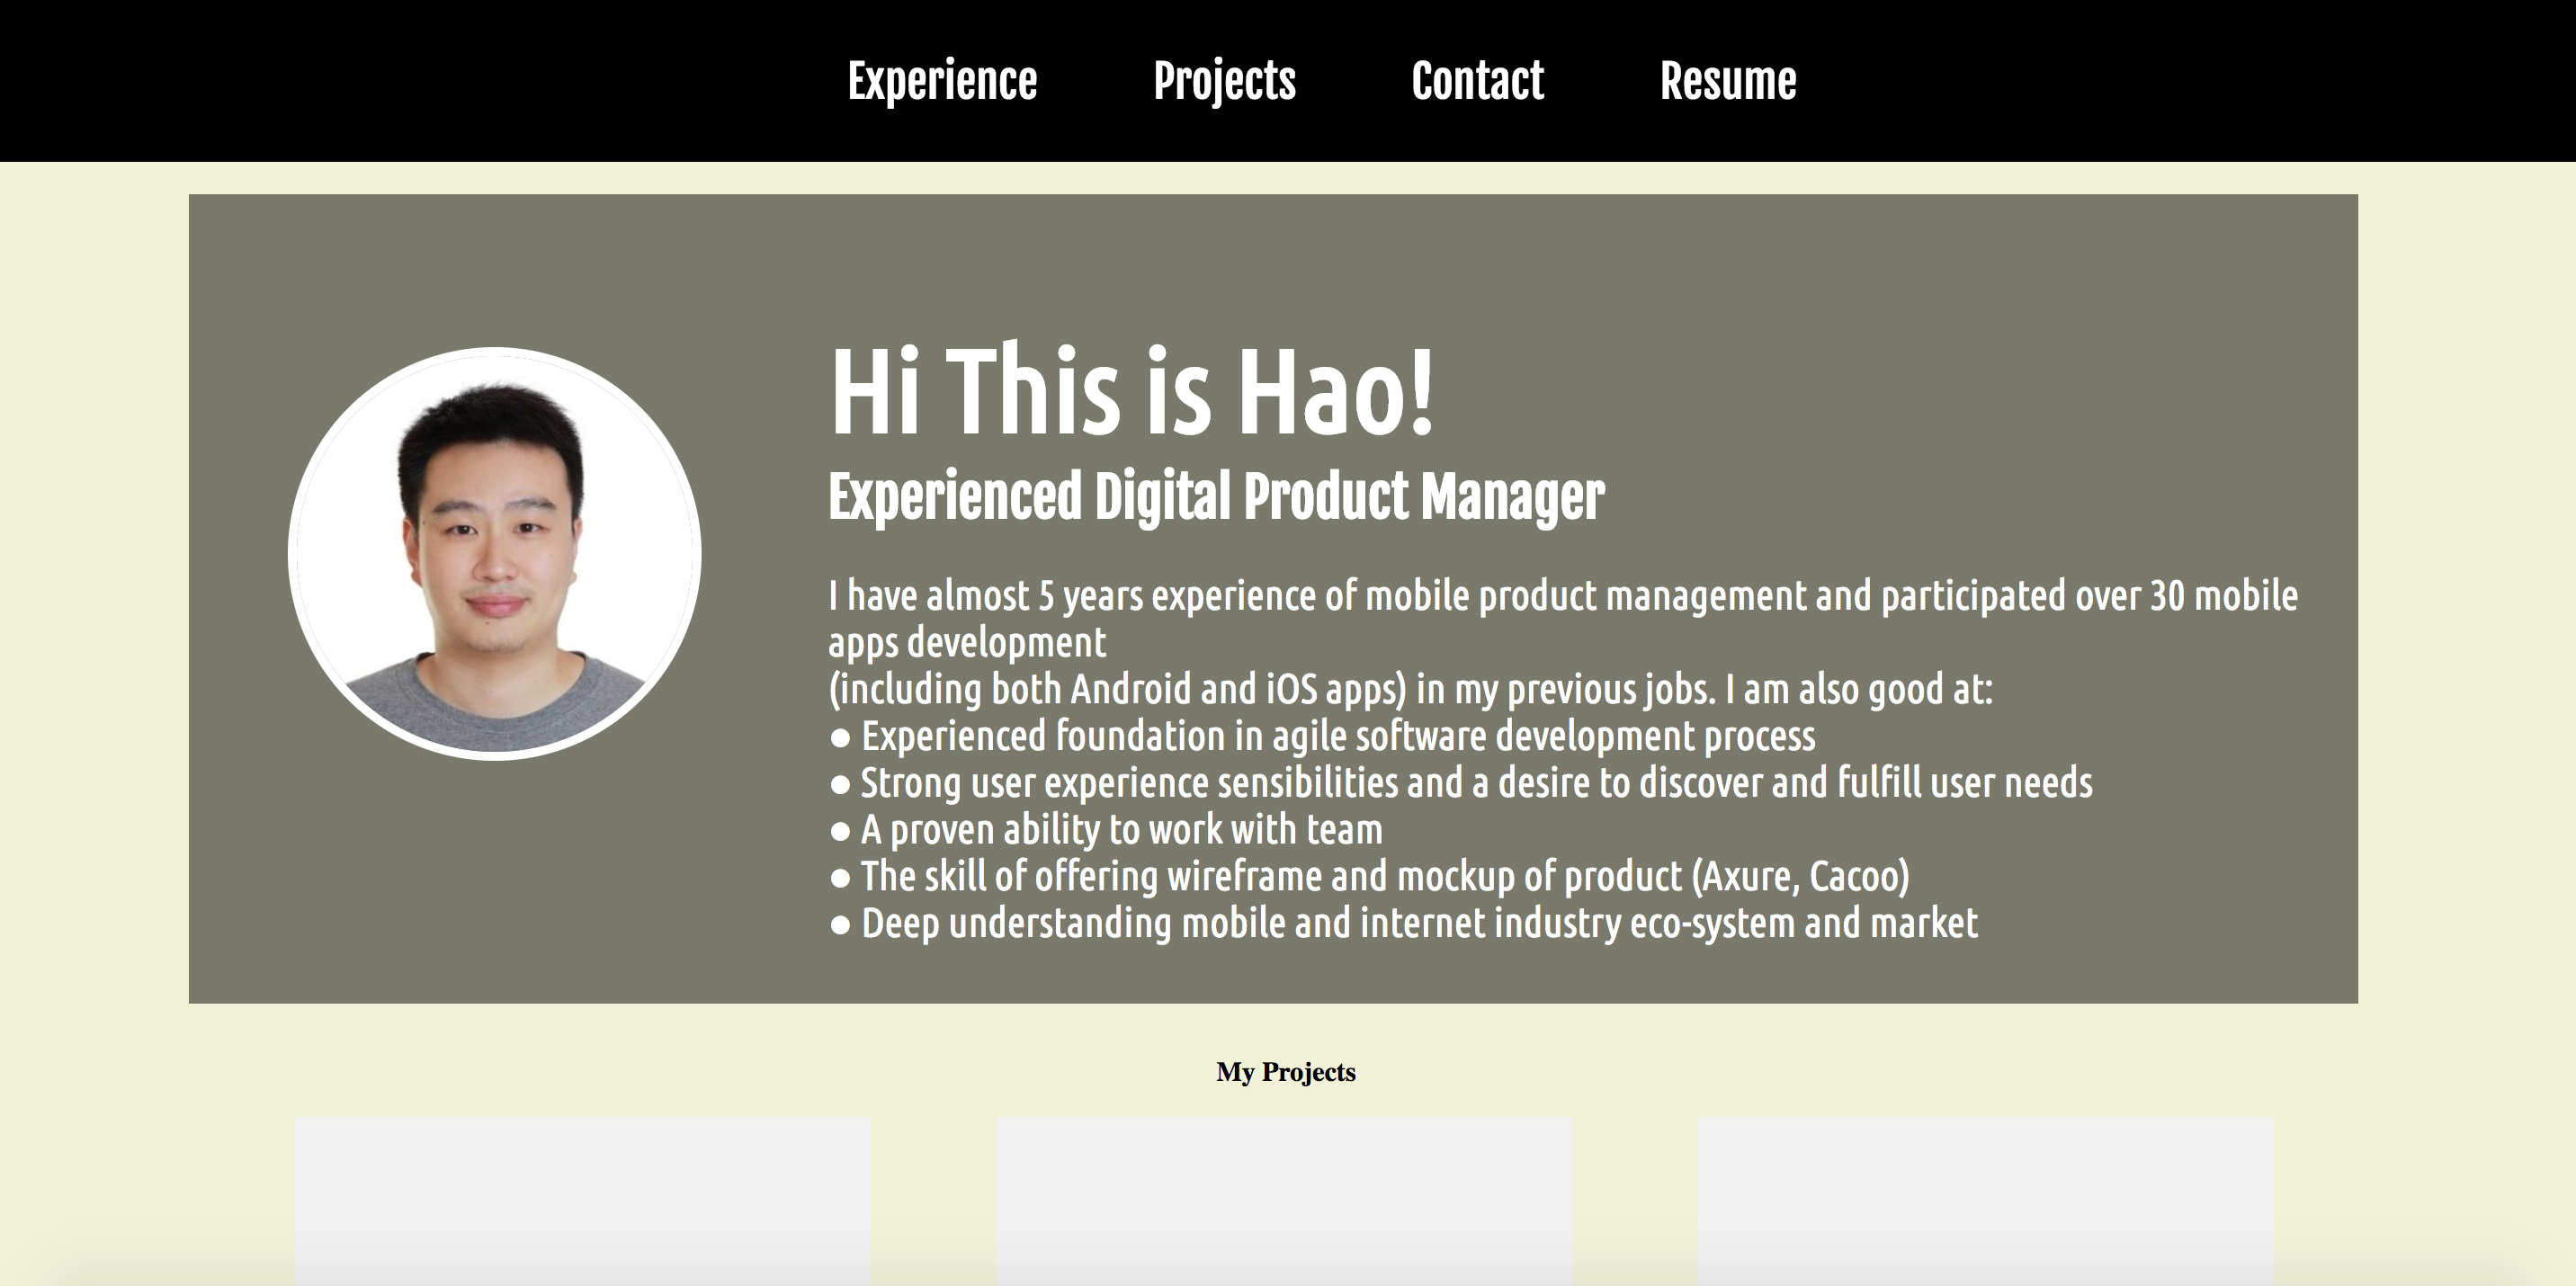 Experience Projects Contact Resume
Hi This is Hao!
Experienced Digital Product Manager
I have almost 5 years experience of mobile product management and participated over 30 mobile
apps development
(including both Android and iOS apps) in my previous jobs. I am also good at:
● Experienced foundation in agile software development process
● Strong user experience sensibilities and a desire to discover and fulfill user needs
● A proven ability to work with team
● The skill of offering wireframe and mockup of product (Axure, Cacoo)
● Deep understanding mobile and internet industry eco-system and market
My Projects